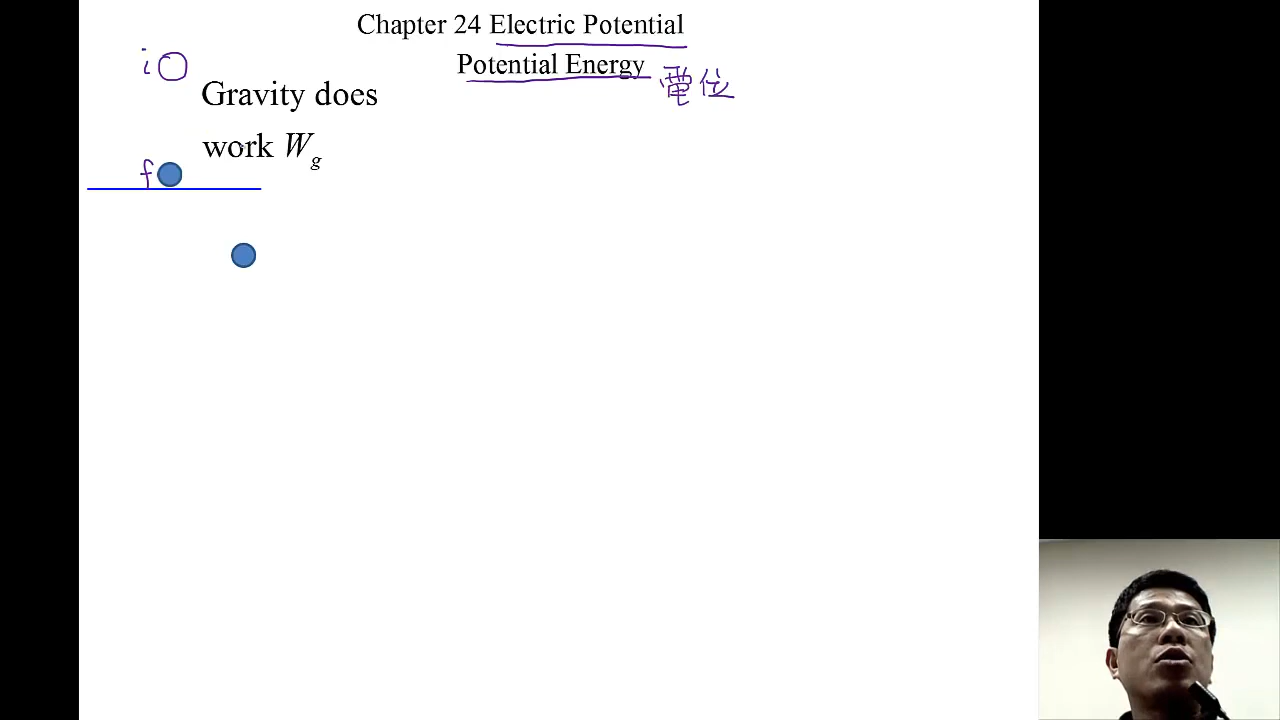 Chapter 24 Electric Potential
Potential Energy
電位
i
Gravity does
work Wg
f